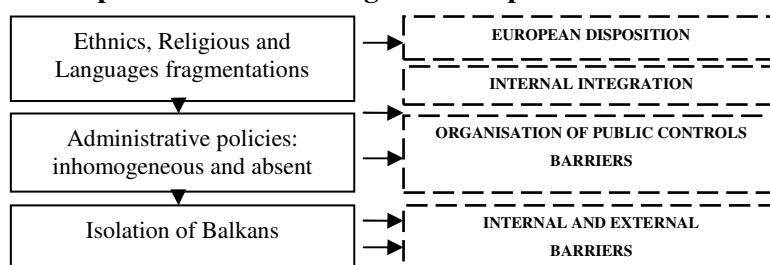 Ethnics, Religious and
Languages fragmentations
EUROPEAN DISPOSITION
INTERNAL INTEGRATION
Administrative policies:
inhomogeneous and absent
ORGANISATION OF PUBLIC CONTROLS
BARRIERS
Isolation of Balkans
INTERNAL AND EXTERNAL
BARRIERS